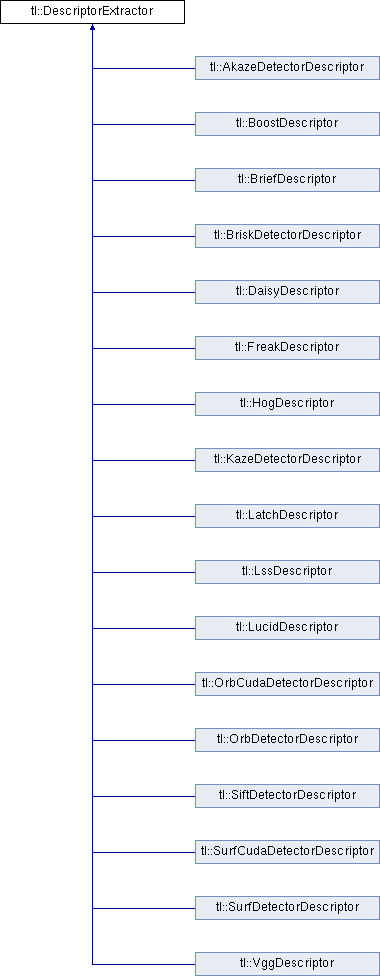 tl::DescriptorExtractor
tl::AkazeDetectorDescriptor
tl::BoostDescriptor
tl::BriefDescriptor
tl::BriskDetectorDescriptor
tl::DaisyDescriptor
tl::FreakDescriptor
tl::HogDescriptor
tl::KazeDetectorDescriptor
tl::LatchDescriptor
tl::LssDescriptor
tl::LucidDescriptor
tl::OrbCudaDetectorDescriptor
tl::OrbDetectorDescriptor
tl::SiftDetectorDescriptor
tl::SurfCudaDetectorDescriptor
tl::SurfDetectorDescriptor
tl::VggDescriptor